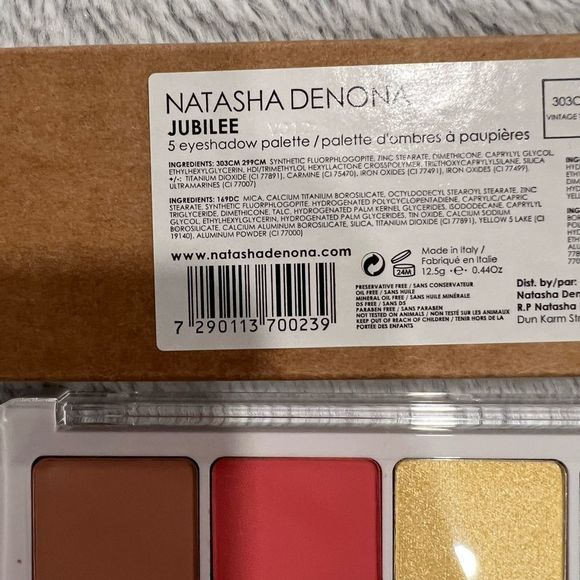 NATASHA DENONA
JUBILEE
5 eyeshadow palette / palette d'ombres à paupières
303C
VINTAGE
INGREDIENTS: 303CM 299CM SYNTHETIC FLUORPHLOGOPITE, ZINC STEARATE, DIMETHICONE, CAPRYLYL GLYCOL,
ETHYLHEXYLGLYCERIN, HDI/TRIMETHYLOL HEXYLLACTONE CROSSPOLYMER, TRIETHOXYCAPRYLYLSILANE, SILICA
+/-: TITANIUM DIOXIDE (CI 77891), CARMINE (CI 75470), IRON OXIDES (CI 77491), IRON OXIDES (CI 77499),
ULTRAMARINES (CI 77007)
INGREDIENTS: 169DC MICA, CALCIUM TITANIUM BOROSILICATE, OCTYLDODECYL STEAROYL STEARATE, ZINC
STEARATE, SYNTHETIC FLUORPHLOGOPITE, HYDROGENATED POLYCYCLOPENTADIENE, CAPRYLIC/CAPRIC
TRIGLYCERIDE, DIMETHICONE, TALC, HYDROGENATED PALM KERNEL GLYCERIDES, ISODODECANE, CAPRYLYL
GLYCOL, ETHYLHEXYLGLYCERIN, HYDROGENATED PALM GLYCERIDES, TIN OXIDE, CALCIUM SODIUM
BOROSILICATE, CALCIUM ALUMINUM BOROSILICATE, SILICA, TITANIUM DIOXIDE (CI 77891), YELLOW 5 LAKE (CI
19140), ALUMINUM POWDER (CI 77000)
www.natashadenona.com
7 290113 700239
24M
Made in Italy /
Fabriqué en Italie
12.5g -e- 0.44Oz
PRESERVATIVE FREE / SANS CONSERVATEUR
OIL FREE / SANS HUILE
MINERAL OIL FREE / SANS HUILE MINÉRALE
DF5 / SANS D5
PARABEN FREE / SANS PARABEN
NOT TESTED ON ANIMALS / NON TESTÉ SUR LES ANIMAUX
KEEP OUT OF REACH OF CHILDREN / TENIR HORS DE LA
PORTÉE DES ENFANTS
Dist. by/par:
Natasha Den
R.P Natasha
Dun Karm Str